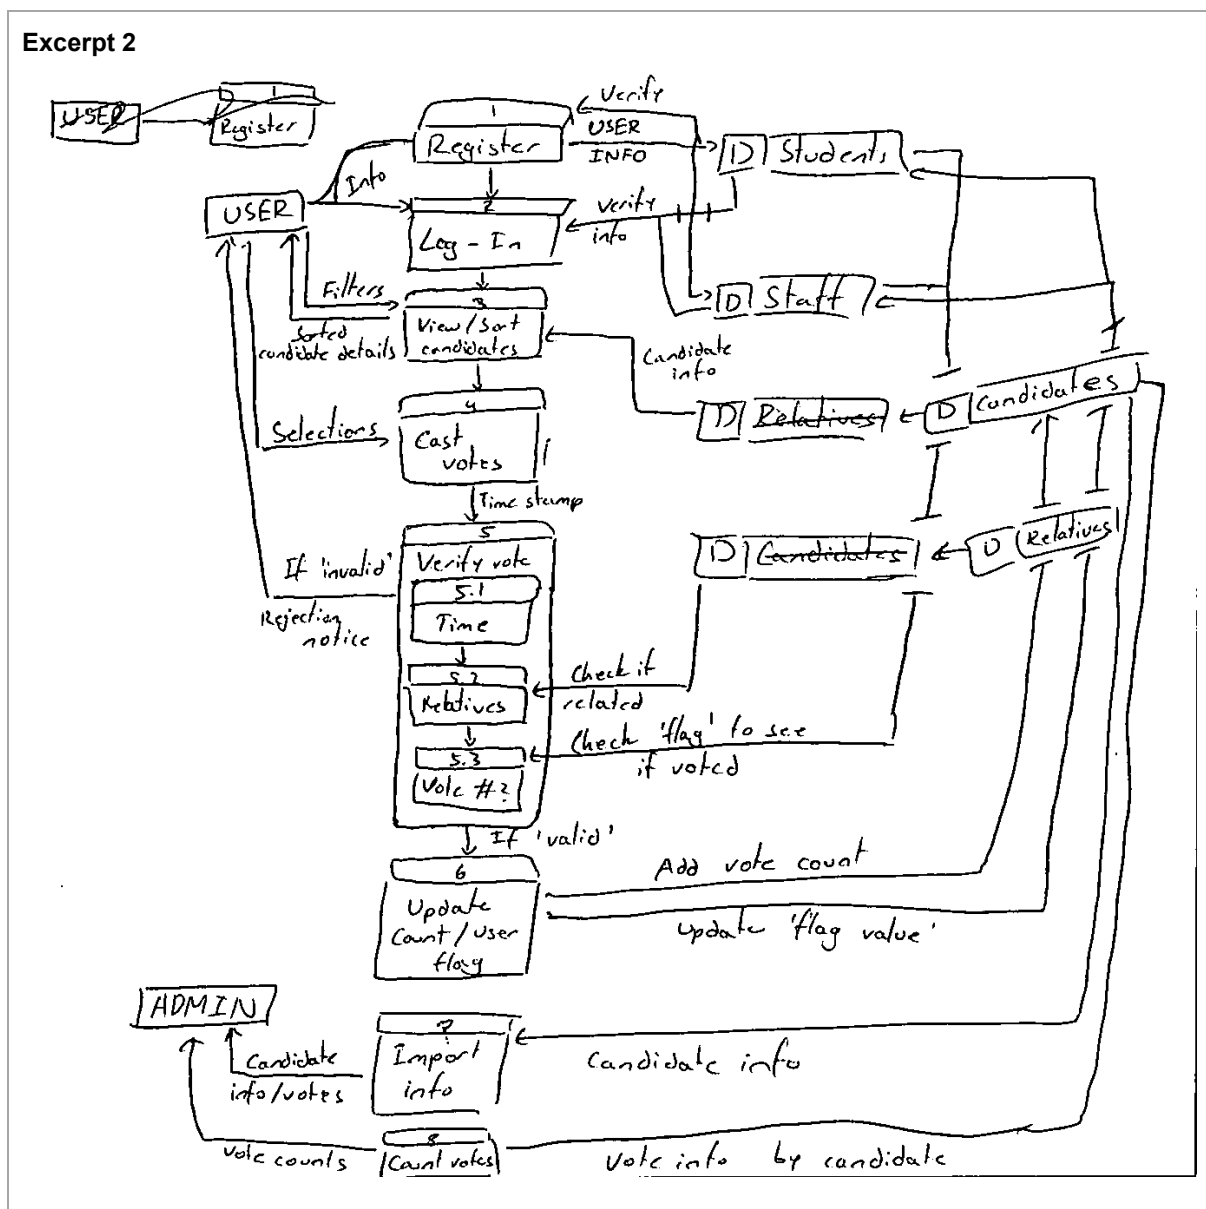 Excerpt 2
USER
1
Register
1
Register
Verify
USER
INFO
D Students
Info
USER
2
Log-In
Verify
info
D Staff
Filters
Sorted
candidate details
3
View/Sort
candidates
Candidate
info
D Relatives
D Candidates
4
Cast
votes
Selections
Time stamp
5
Verify vote
D Candidates
D Relatives
If 'invalid'
Rejection
notice
5.1
Time
5.2
Relatives
Check if
related
5.3
Vote #?
Check 'flag' to see
if voted
If 'valid'
6
Update
Count/User
flag
Add vote count
Update 'flag value'
ADMIN
7
Import
info
Candidate
info/votes
Candidate info
8
Count votes
Vote counts
Vote info by candidate